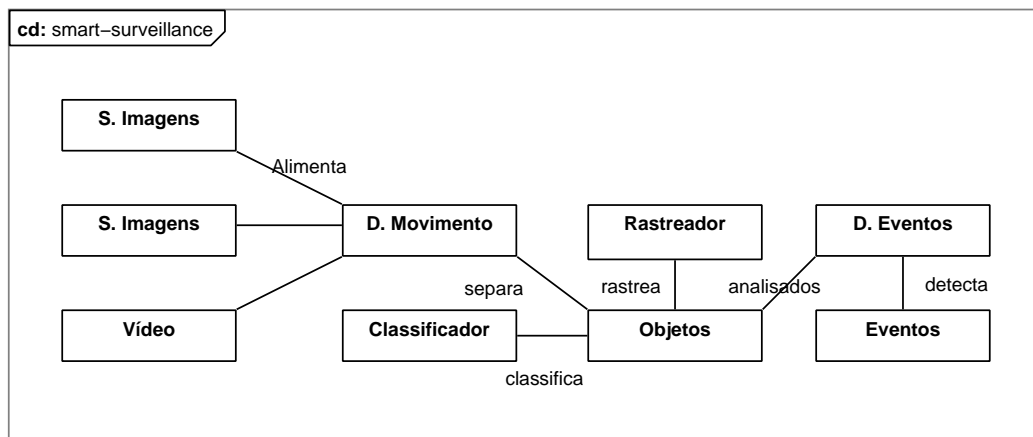 cd: smart−surveillance
S. Imagens
Alimenta
S. Imagens
D. Movimento
Rastreador
D. Eventos
separa
rastrea
analisados
detecta
Vídeo
Classificador
Objetos
Eventos
classifica